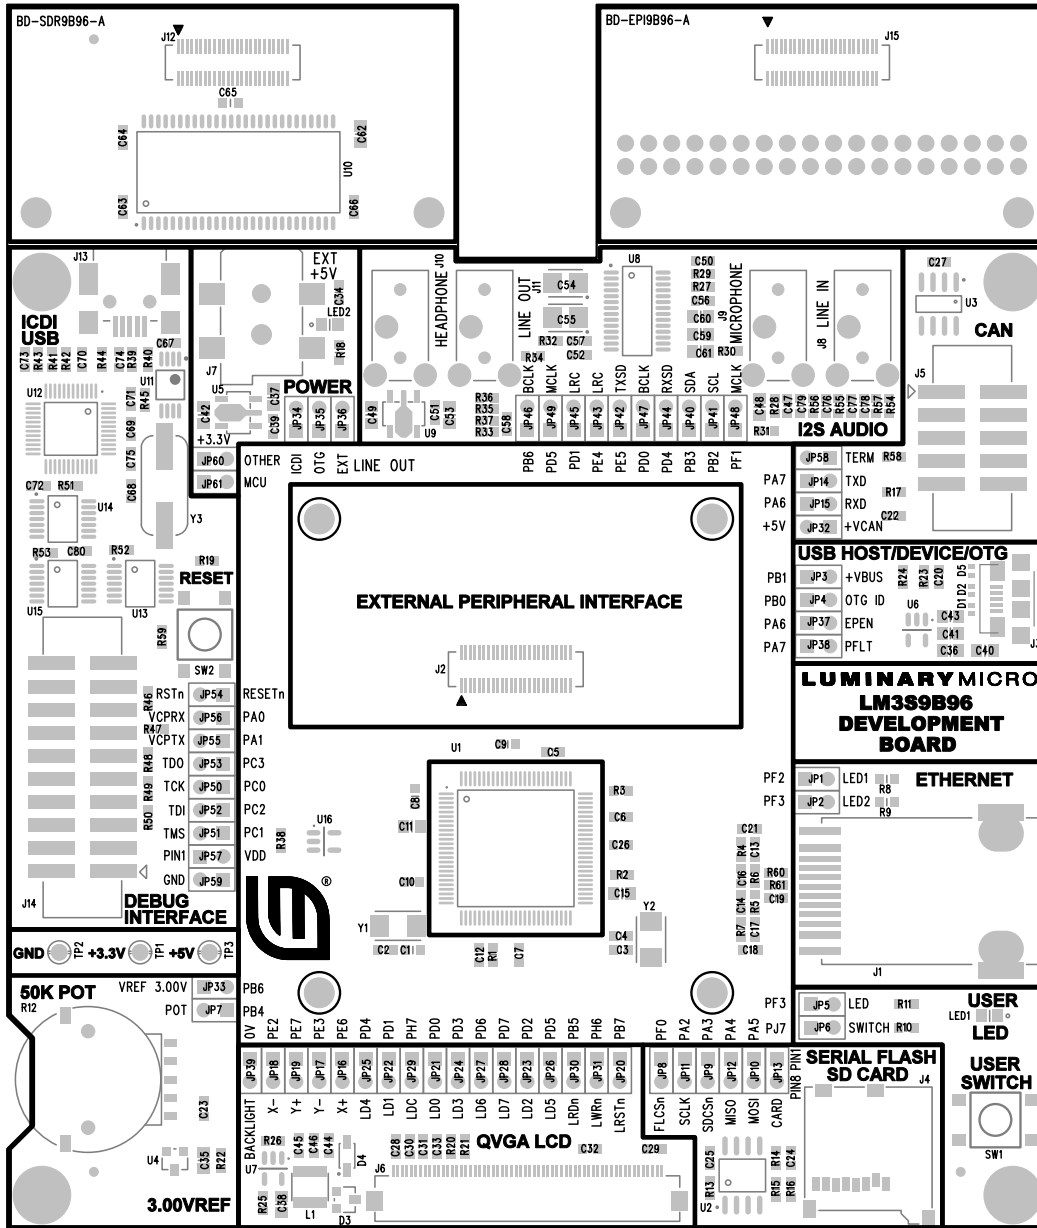 BD-SDR9B96-A
J12
C65
C64
C62
U10
C63
C66
BD-EPI9B96-A
J15
J13
ICDI
USB
C73 R43 R41 R42 C70 R44 C74 R39 R40
C67
U12
U11
C71
R45
C69
C75
C68
C72 R51
U14
Y3
R53 C80 R52
U15
U13
R19
RESET
R59
SW2
EXT
+5V
C34
LED2
R18
J7
U5
POWER
C42
C37
C39
JP34 JP35 JP36
ICDI OTG EXT
+3.3V
JP60 OTHER
JP61 MCU
LINE OUT
HEADPHONE
J10
C49
U9
C51
C53
R36
R35
R37
R33
C58
LINE OUT
J11
C54
C55
R32 C57
R34 C52
U8
C50
R29
R27
C56
C60
C59
C61 R30
J9
MICROPHONE
J8 LINE IN
BCLK MCLK LRC LRC TXSD BCLK RXSD SDA SCL MCLK
JP46 JP49 JP45 JP43 JP42 JP47 JP44 JP40 JP41 JP48
PB6 PD5 PD1 PE4 PE5 PD0 PD4 PB3 PB2 PF1
C48 R28 C47 C79 R56 C76 R55 C77 C78 R57 R54
R31
I2S AUDIO
C27
U3
CAN
J5
JP58 TERM R58
PA7 JP14 TXD
PA6 JP15 RXD
+5V JP32 +VCAN
R17
C22
USB HOST/DEVICE/OTG
PB1 JP3 +VBUS
PB0 JP4 OTG ID
PA6 JP37 EPEN
PA7 JP38 PFLT
R24 R23 C20
D5
D1 D2
U6
C43
C41
C36 C40
EXTERNAL PERIPHERAL INTERFACE
J2
LUMINARYMICRO
LM3S9B96
DEVELOPMENT
BOARD
RSTn JP54 RESETn
VCPRX JP56 PA0
VCPTX JP55 PA1
TDO JP53 PC3
TCK JP50 PC0
TDI JP52 PC2
TMS JP51 PC1
PIN1 JP57 VDD
GND JP59
R46
R47
R48
R49
R50
J14
DEBUG
INTERFACE
GND TP2 +3.3V TP1 +5V TP3
U1
C9
C5
C8
C11
C10
R3
C6
C26
R2
C15
C4
C3
Y2
Y1
C2 C1
C12 R1 C7
R38
U16
®
PF2 JP1 LED1
PF3 JP2 LED2
R8
R9
ETHERNET
C21
R4 C13
C16 R6
C14 R5
R7 C17
C18
R60
R61
C19
J1
50K POT
R12
VREF 3.00V JP33 PB6
POT JP7 PB4
C23
U4
C35 R22
3.00VREF
0V PE2 PE7 PE3 PE6 PD4 PD1 PH7 PD0 PD3 PD6 PD7 PD2 PD5 PB5 PH6 PB7
JP39 JP18 JP19 JP17 JP16 JP25 JP22 JP29 JP21 JP24 JP27 JP28 JP23 JP26 JP30 JP31 JP20
BACKLIGHT X- Y+ Y- X+ LD4 LD1 LDC LD0 LD3 LD6 LD7 LD2 LD5 LRDn LWRn LRSTn
R26
U7
C45 C46 C44
D4
R25 C38
L1
D3
C28 C30 C31 C33 R20 R21
QVGA LCD
C32 C29
J6
PF0 PA2 PA3 PA4 PA5
JP8 JP11 JP9 JP12 JP10 JP13
PIN8 PIN1
FLCSn SCLK SDCSn MISO MOSI CARD
SERIAL FLASH
SD CARD
J4
C25
R13
U2
R14 C24
R15 R16
PF3 JP5 LED R11
PJ7 JP6 SWITCH R10
USER
LED
LED1
USER
SWITCH
SW1